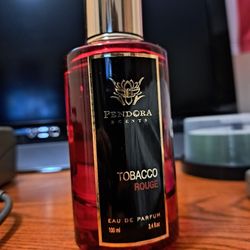 PENDORA
SCENTS
TOBACCO
ROUGE
EAU DE PARFUM
100 ml 3.4 fl.oz